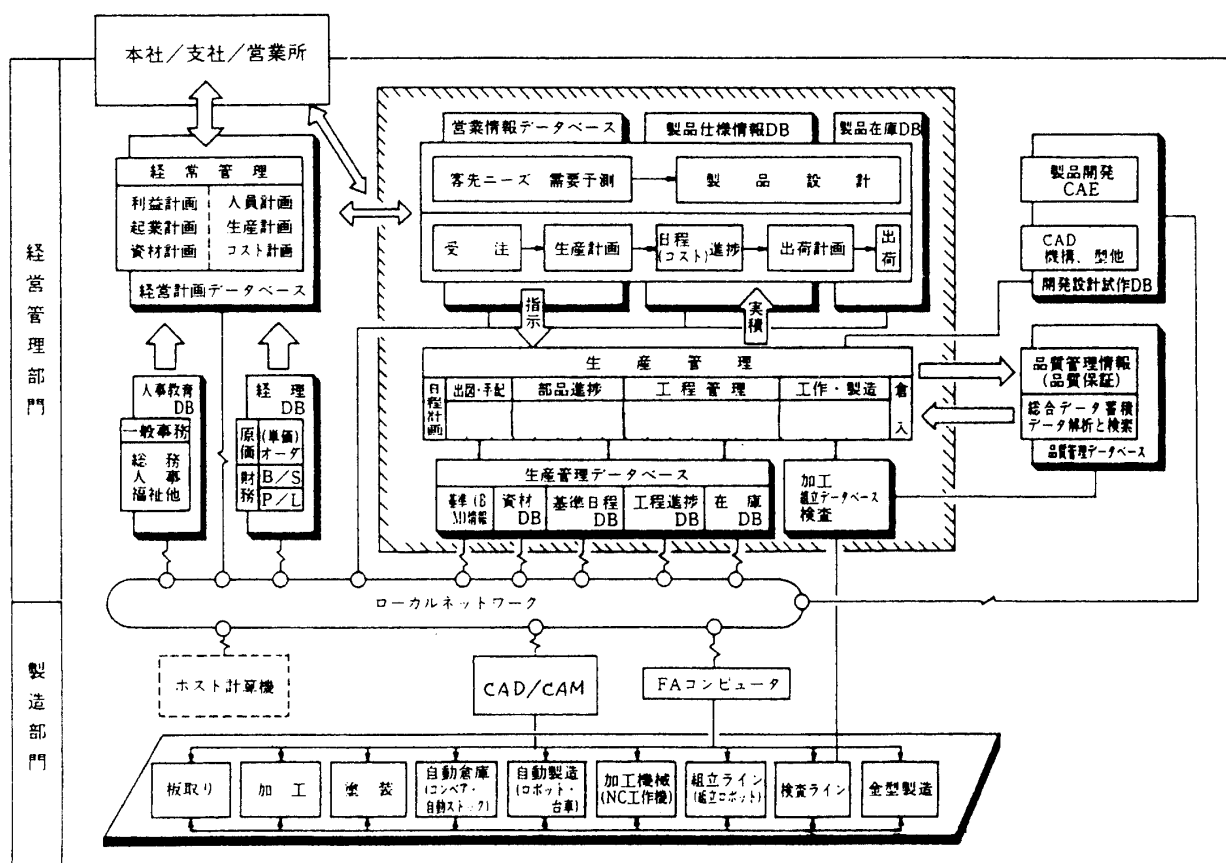 本社/支社/営業所
経営管理部門
製造部門
経常管理
利益計画
起業計画
資材計画
人員計画
生産計画
コスト計画
経営計画データベース
営業情報データベース
製品仕様情報DB
製品在庫DB
客先ニーズ 需要予測
製品設計
受注
生産計画
日程
(コスト)進捗
出荷計画
出荷
指示
実積
製品開発
CAE
CAD
機構、型他
開発設計試作DB
生産管理
日程計画
出図・手配
部品進捗
工程管理
工作・製造
倉入
品質管理情報
(品質保証)
総合データ蓄積
データ解析と検索
品質管理データベース
人事教育
DB
一般事務
総務
人事
福祉他
経理
DB
原価
(単価)
オーダ
財務
B/S
P/L
生産管理データベース
基準(B
M)情報
資材
DB
基準日程
DB
工程進捗
DB
在庫
DB
加工
組立データベース
検査
ローカルネットワーク
ホスト計算機
CAD/CAM
FAコンピュータ
板取り
加工
塗装
自動倉庫
(コンベア・
自動ストック)
自動製造
(ロボット・
台車)
加工機械
(NC工作機)
組立ライン
(組立ロボット)
検査ライン
金型製造